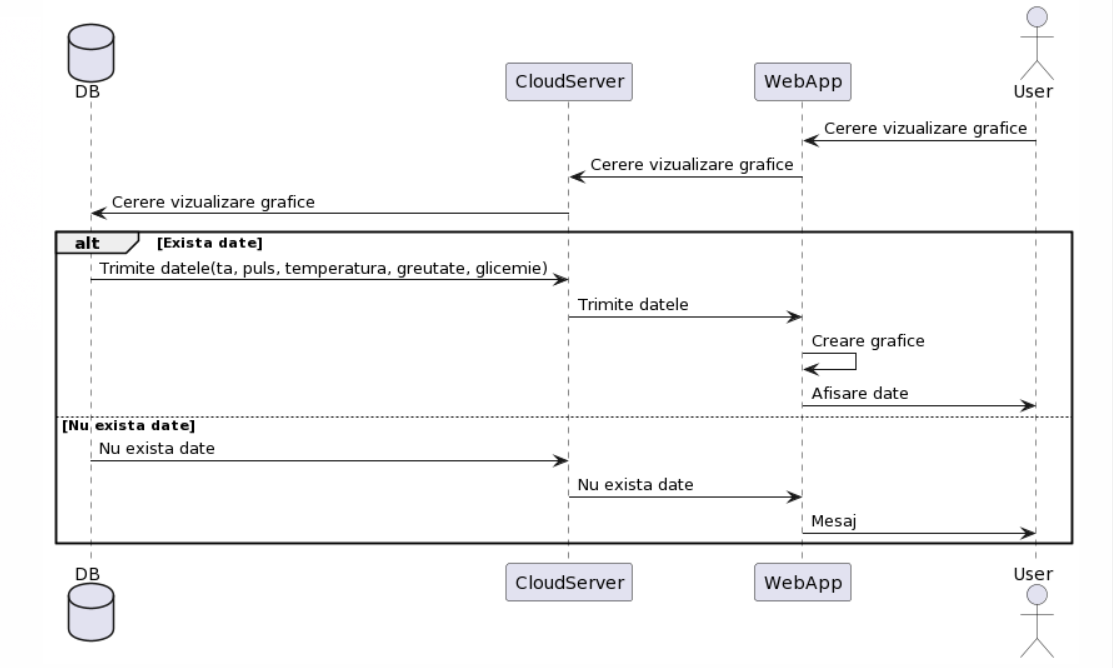 DB
CloudServer
WebApp
User
Cerere vizualizare grafice
Cerere vizualizare grafice
Cerere vizualizare grafice
alt [Exista date]
Trimite datele(ta, puls, temperatura, greutate, glicemie)
Trimite datele
Creare grafice
Afisare date
[Nu exista date]
Nu exista date
Nu exista date
Mesaj
DB
CloudServer
WebApp
User